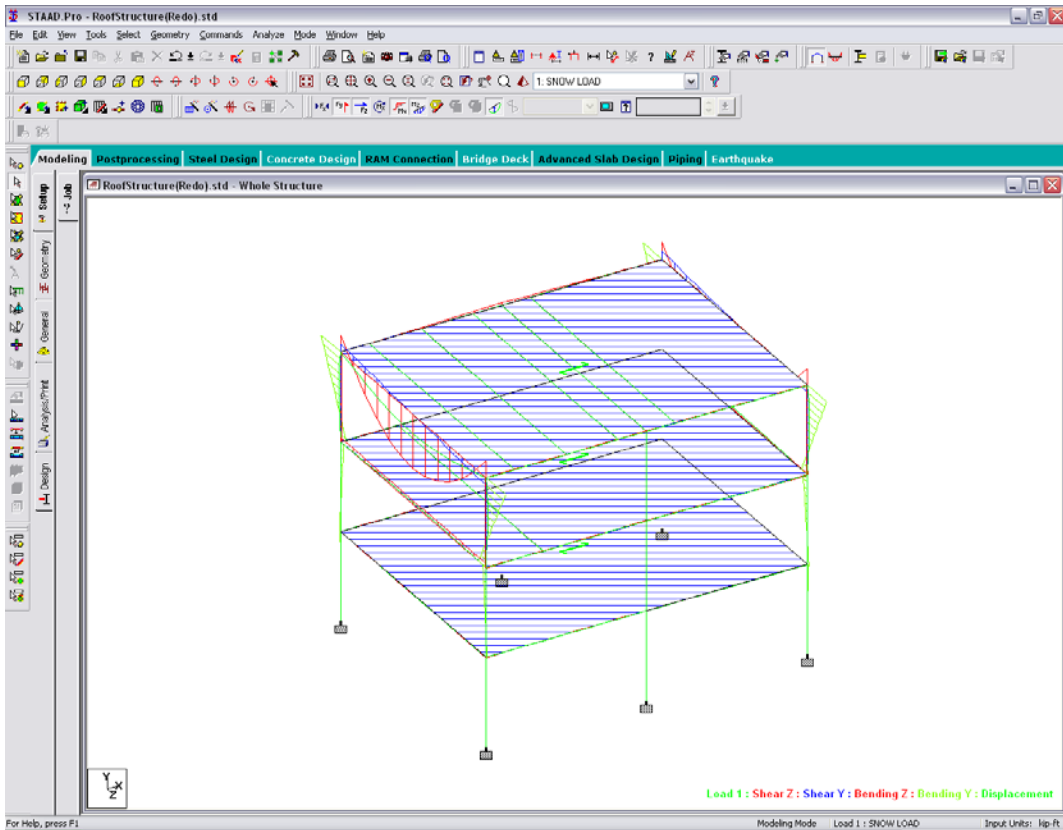 STAAD.Pro - RoofStructure(Redo).std
File Edit View Tools Select Geometry Commands Analyze Mode Window Help
1: SNOW LOAD
Modeling Postprocessing Steel Design Concrete Design RAM Connection Bridge Deck Advanced Slab Design Piping Earthquake
Setup
Geometry
General
Analysis/Print
Design
Job
RoofStructure(Redo).std - Whole Structure
Y
X
Z
Load 1 : Shear Z : Shear Y : Bending Z : Bending Y : Displacement
For Help, press F1
Modeling Mode Load 1 : SNOW LOAD Input Units: kip-ft